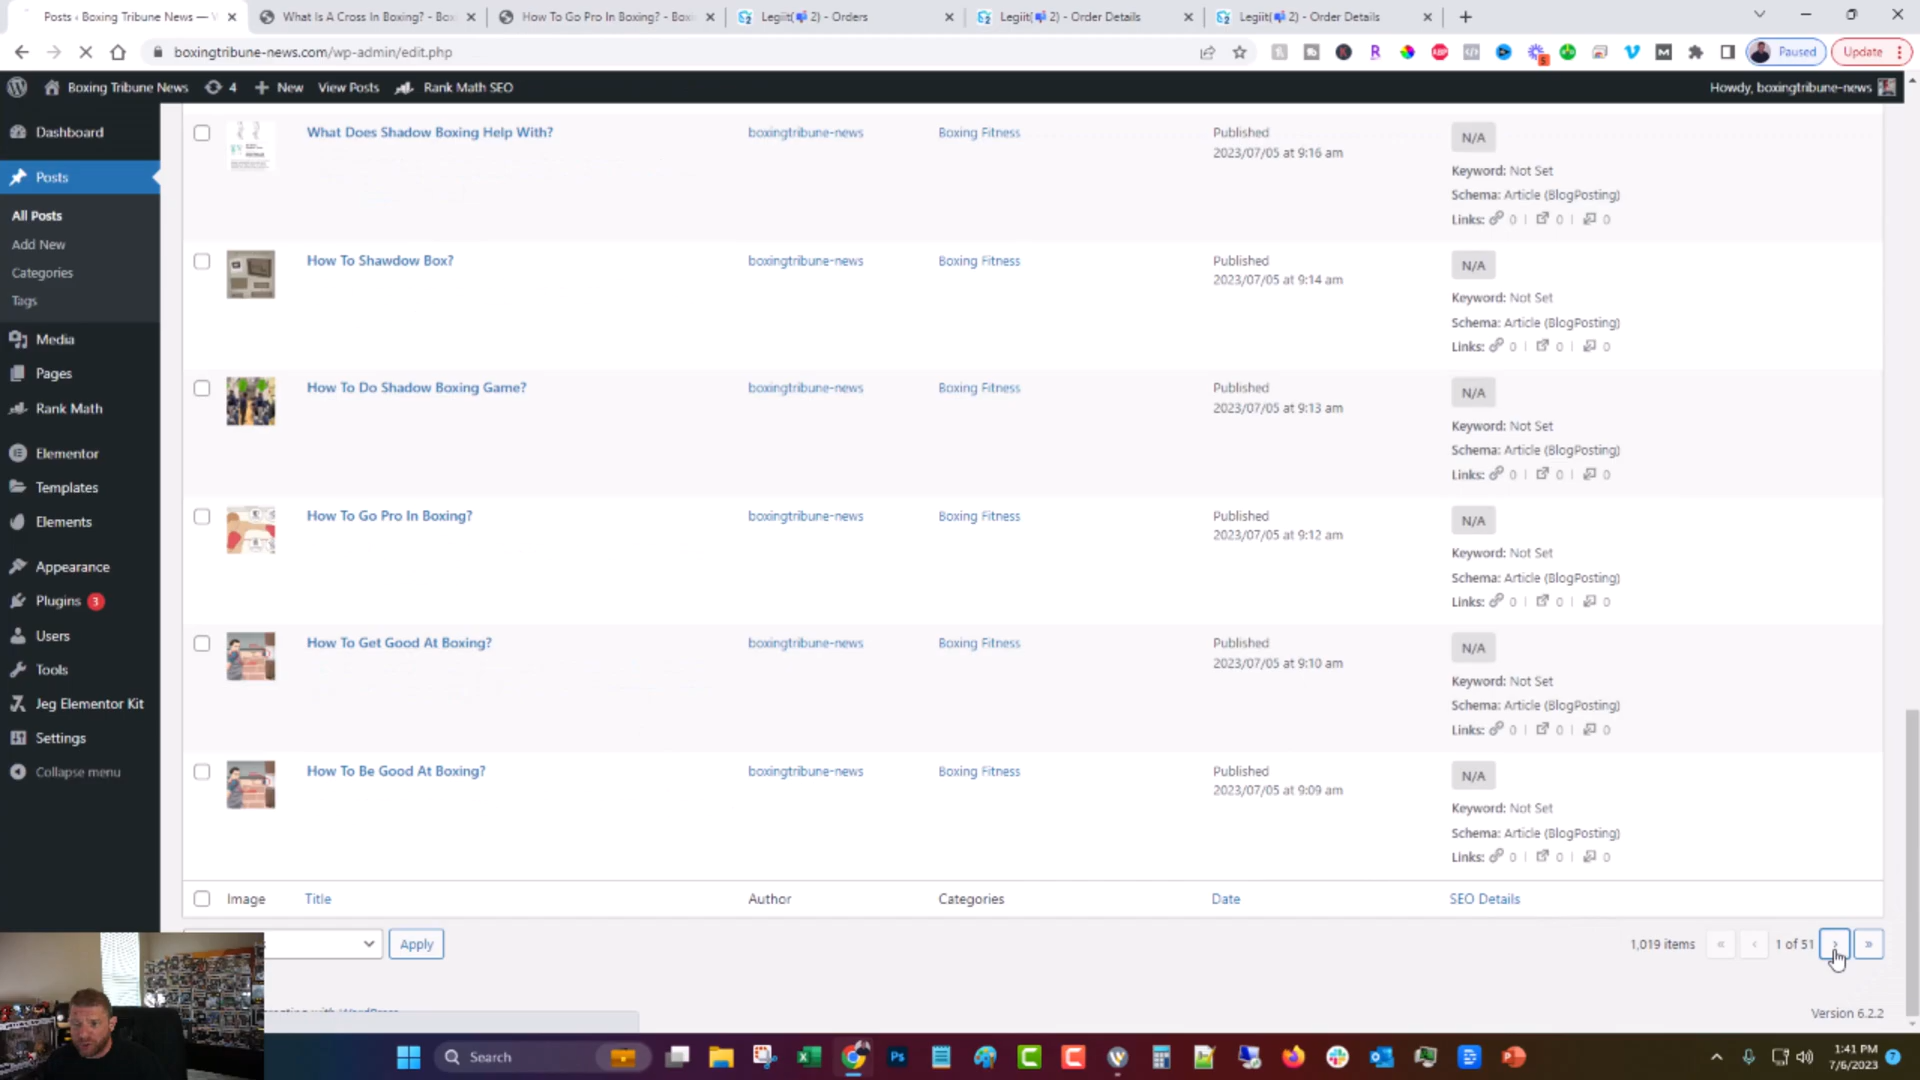 Boxing Tribune News — W
What Is A Cross In Boxing? - Box
How To Go Pro In Boxing? - Boxi
Legiit( 2) - Orders
Legiit( 2) - Order Details
Legiit( 2) - Order Details
boxingtribune-news.com/wp-admin/edit.php
Paused
Update
Boxing Tribune News
4
New
View Posts
Rank Math SEO
Howdy, boxingtribune-news
Dashboard
Posts
All Posts
Add New
Categories
Tags
Media
Pages
Rank Math
Elementor
Templates
Elements
Appearance
Plugins 3
Users
Tools
Jeg Elementor Kit
Settings
Collapse menu
What Does Shadow Boxing Help With?
boxingtribune-news
Boxing Fitness
Published
2023/07/05 at 9:16 am
N/A
Keyword: Not Set
Schema: Article (BlogPosting)
Links: 0 | 0 | 0
How To Shawdow Box?
boxingtribune-news
Boxing Fitness
Published
2023/07/05 at 9:14 am
N/A
Keyword: Not Set
Schema: Article (BlogPosting)
Links: 0 | 0 | 0
How To Do Shadow Boxing Game?
boxingtribune-news
Boxing Fitness
Published
2023/07/05 at 9:13 am
N/A
Keyword: Not Set
Schema: Article (BlogPosting)
Links: 0 | 0 | 0
How To Go Pro In Boxing?
boxingtribune-news
Boxing Fitness
Published
2023/07/05 at 9:12 am
N/A
Keyword: Not Set
Schema: Article (BlogPosting)
Links: 0 | 0 | 0
How To Get Good At Boxing?
boxingtribune-news
Boxing Fitness
Published
2023/07/05 at 9:10 am
N/A
Keyword: Not Set
Schema: Article (BlogPosting)
Links: 0 | 0 | 0
How To Be Good At Boxing?
boxingtribune-news
Boxing Fitness
Published
2023/07/05 at 9:09 am
N/A
Keyword: Not Set
Schema: Article (BlogPosting)
Links: 0 | 0 | 0
Image
Title
Author
Categories
Date
SEO Details
Apply
1,019 items « ‹ 1 of 51 › »
Version 6.2.2
Search
1:41 PM
7/6/2023